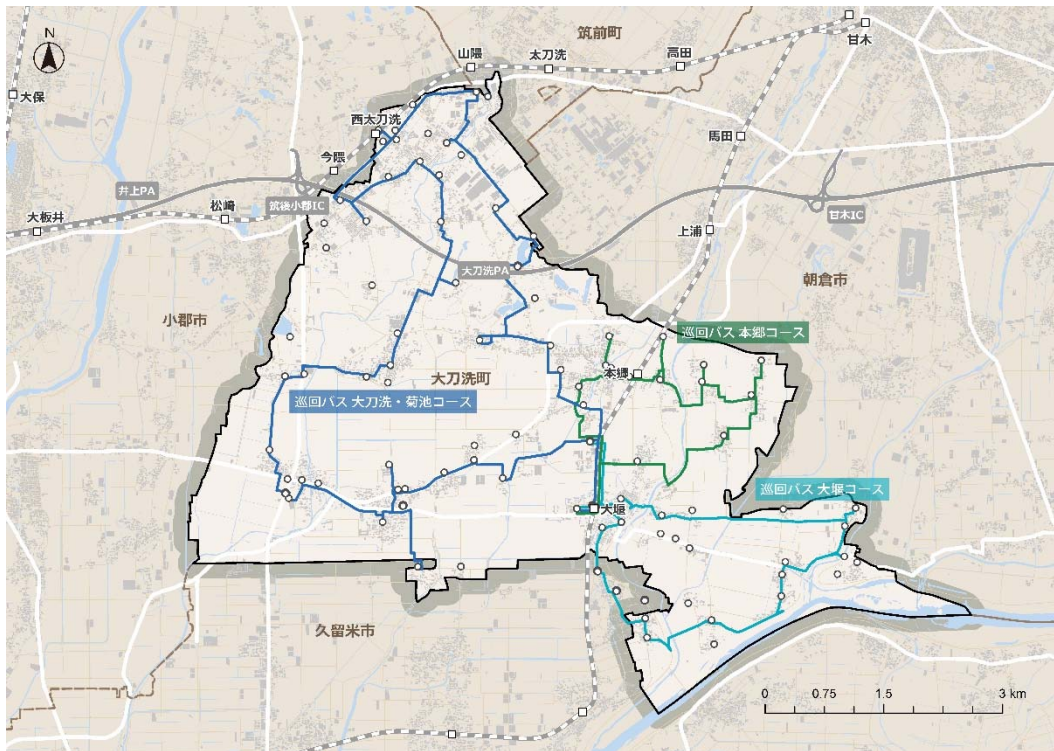 N
筑前町
甘木
山隈
太刀洗
高田
大保
西太刀洗
馬田
今隈
井上PA
松崎
筑後小郡IC
大板井
甘木IC
上浦
大刀洗PA
朝倉市
小郡市
巡回バス 本郷コース
本郷
大刀洗町
巡回バス 大刀洗・菊池コース
巡回バス 大堰コース
大堰
久留米市
0 0.75 1.5 3 km